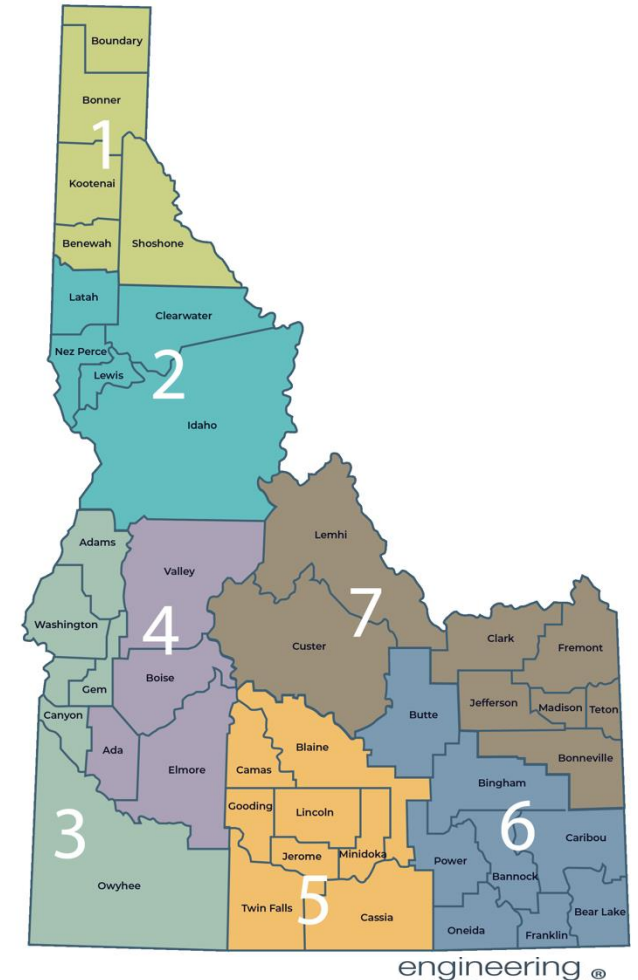 Boundary
Bonner
1
Kootenai
Benewah
Shoshone
Latah
Clearwater
Nez Perce
2
Lewis
Idaho
Adams
Lemhi
Valley
Washington
4
7
Clark
Custer
Fremont
Boise
Gem
Jefferson
Madison
Teton
Canyon
Butte
Ada
Blaine
Bonneville
Elmore
Camas
Bingham
Gooding
Lincoln
3
6
Caribou
Jerome
Minidoka
Power
Bannock
Owyhee
5
Twin Falls
Cassia
Bear Lake
Oneida
Franklin
engineering ®